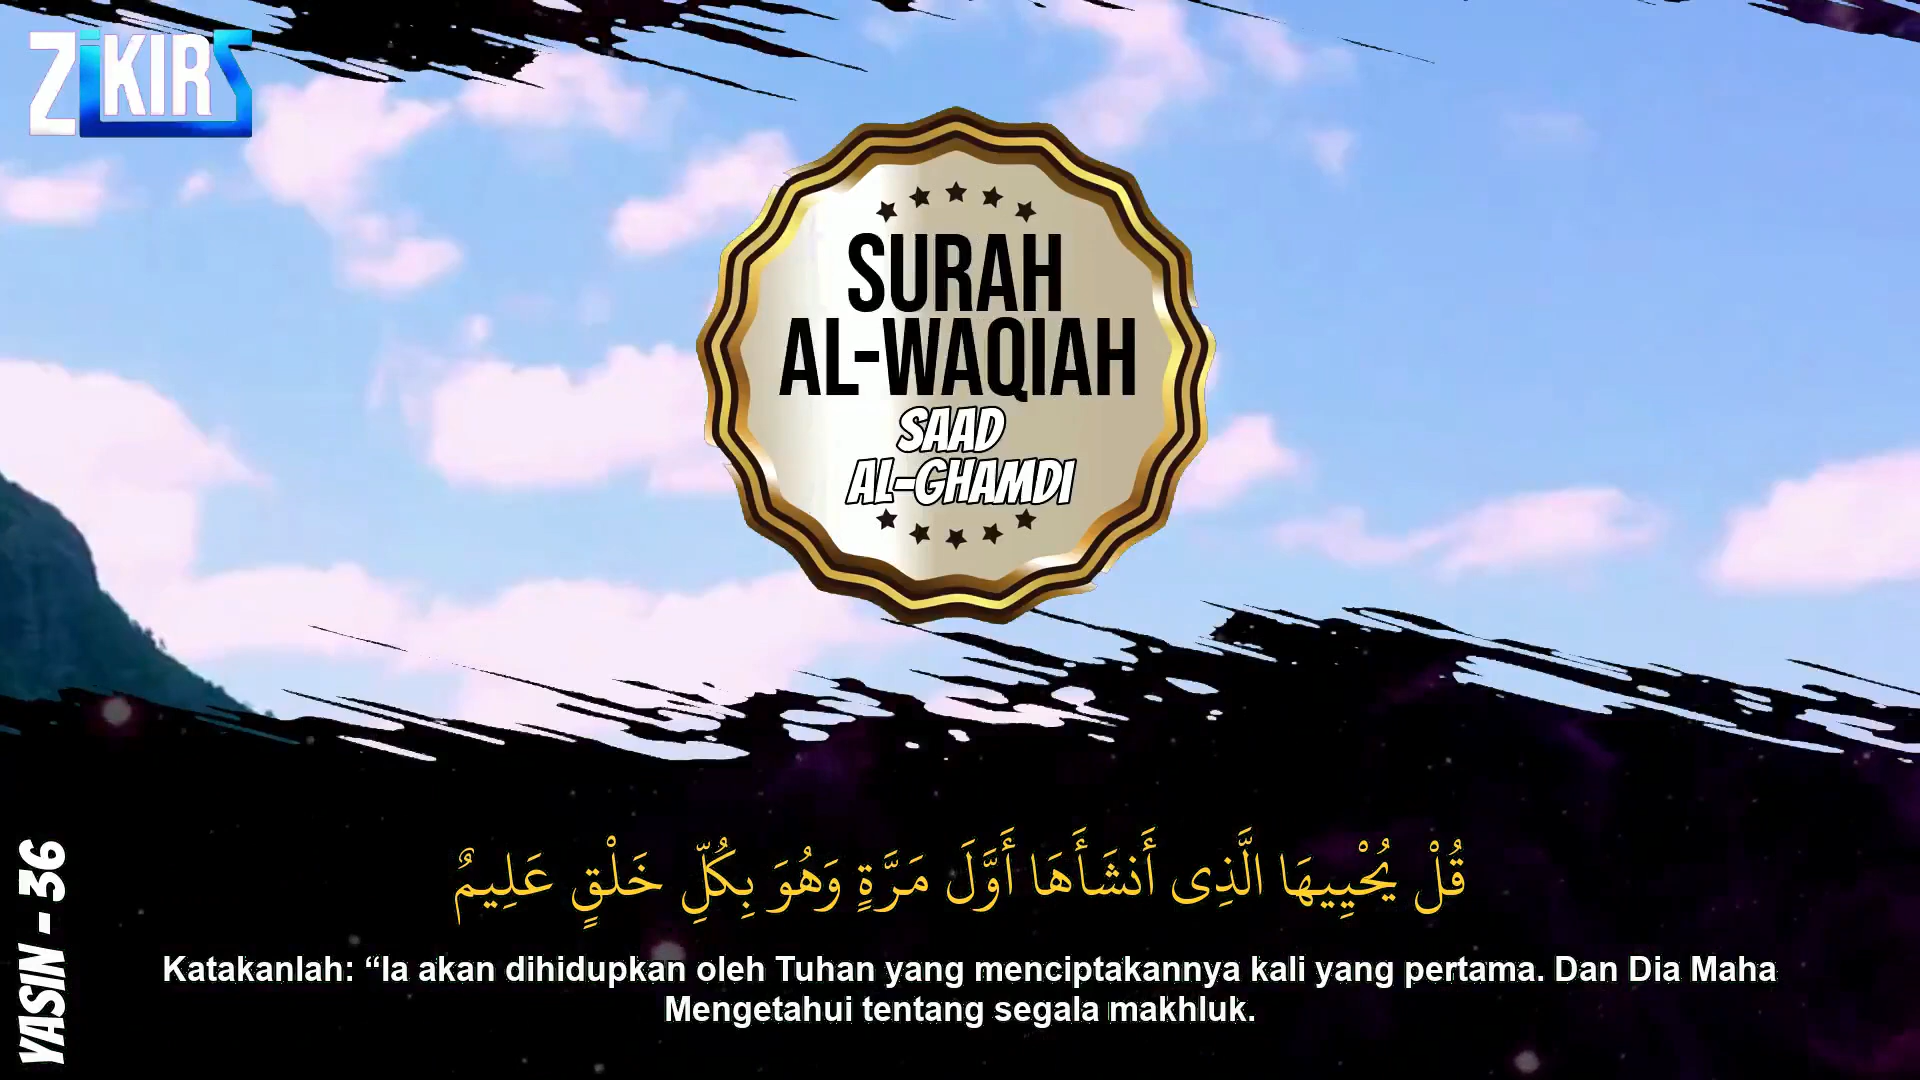 ZIKIRS
SURAH
AL-WAQIAH
SAAD
AL-GHAMDI
قُلْ يُحْيِيهَا الَّذِى أَنشَأَهَا أَوَّلَ مَرَّةٍ وَهُوَ بِكُلِّ خَلْقٍ عَلِيمٌ
Katakanlah: “Ia akan dihidupkan oleh Tuhan yang menciptakannya kali yang pertama. Dan Dia Maha
Mengetahui tentang segala makhluk.
YASIN - 36